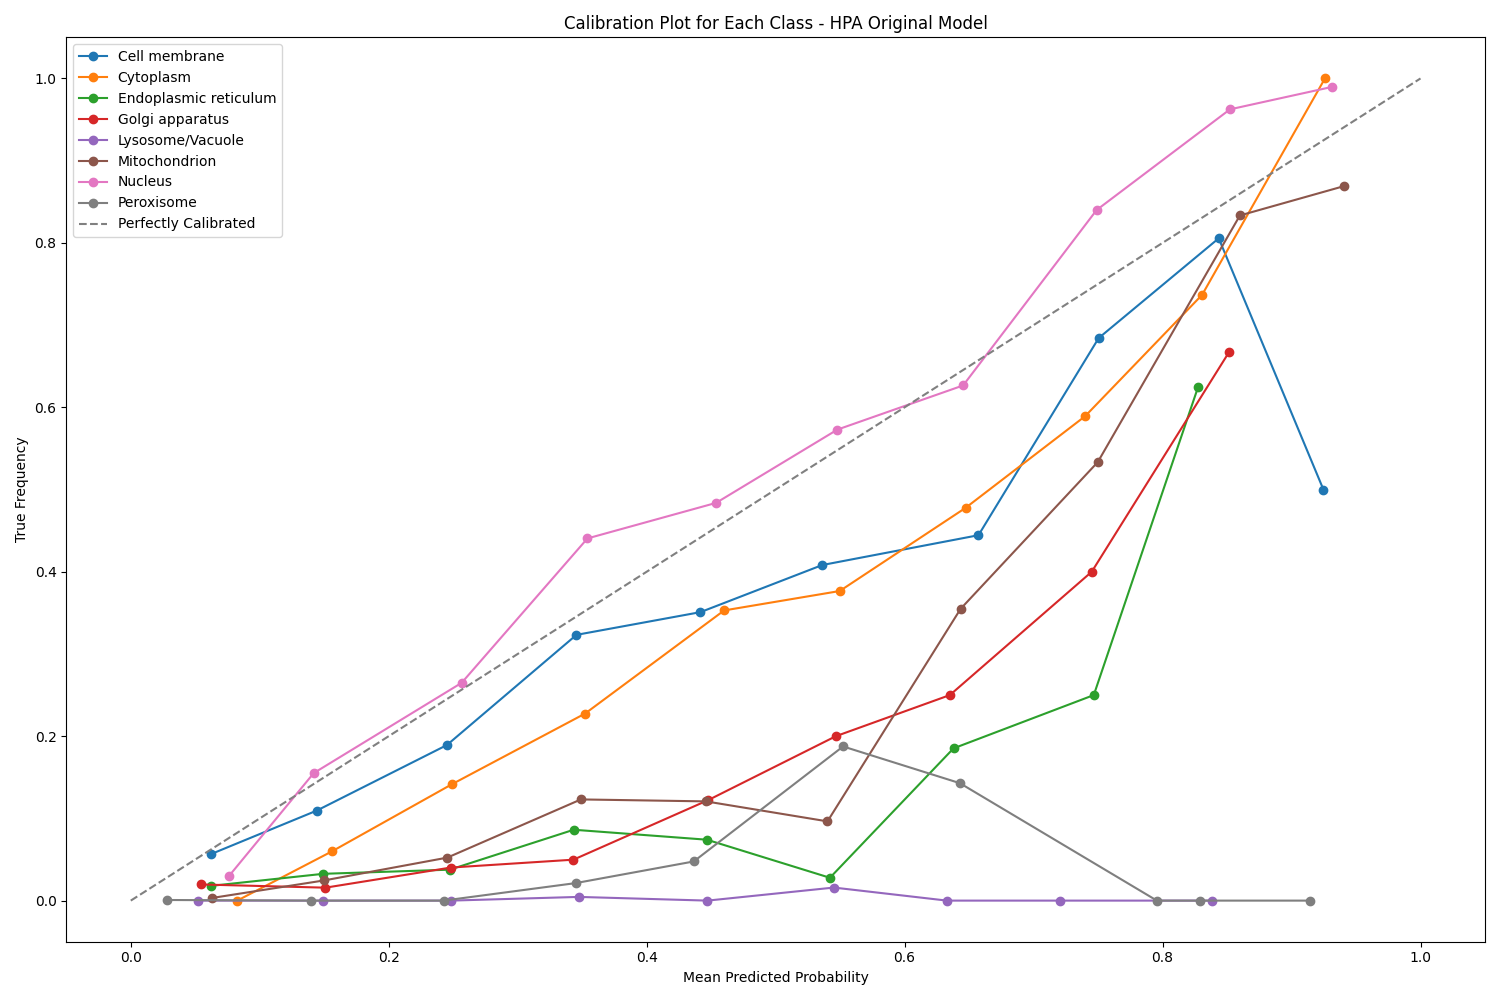 Calibration Plot for Each Class - HPA Original Model
Cell membrane
Cytoplasm
Endoplasmic reticulum
Golgi apparatus
Lysosome/Vacuole
Mitochondrion
Nucleus
Peroxisome
Perfectly Calibrated
True Frequency
1.0
0.8
0.6
0.4
0.2
0.0
0.0 0.2 0.4 0.6 0.8 1.0
Mean Predicted Probability